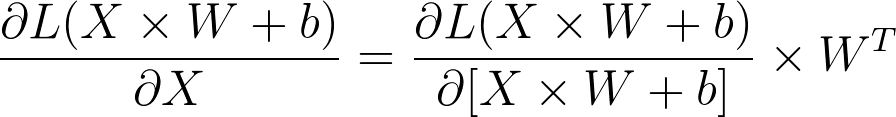 ∂L(X × W + b)/∂X = ∂L(X × W + b)/∂[X × W + b] × W^T